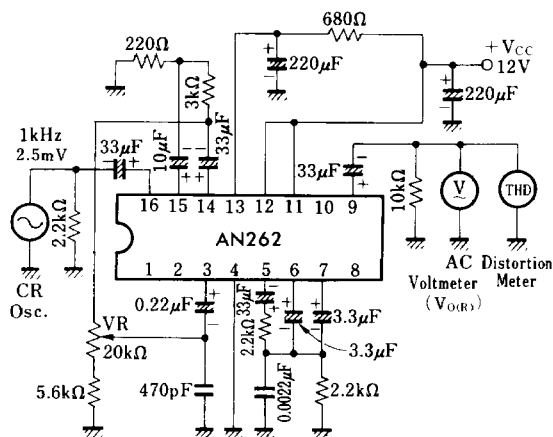 680Ω
220Ω
3kΩ
220μF
+ Vcc
12V
220μF
1kHz
2.5mV
33μF
10μF
33μF
33μF
16 15 14 13 12 11 10 9
AN262
1 2 3 4 5 6 7 8
2.2kΩ
10kΩ
V
THD
CR
Osc.
AC
Voltmeter
(VO(R))
Distortion
Meter
0.22μF
33μF
3.3μF
VR
20kΩ
2.2kΩ
3.3μF
5.6kΩ
470pF
0.0022μF
2.2kΩ